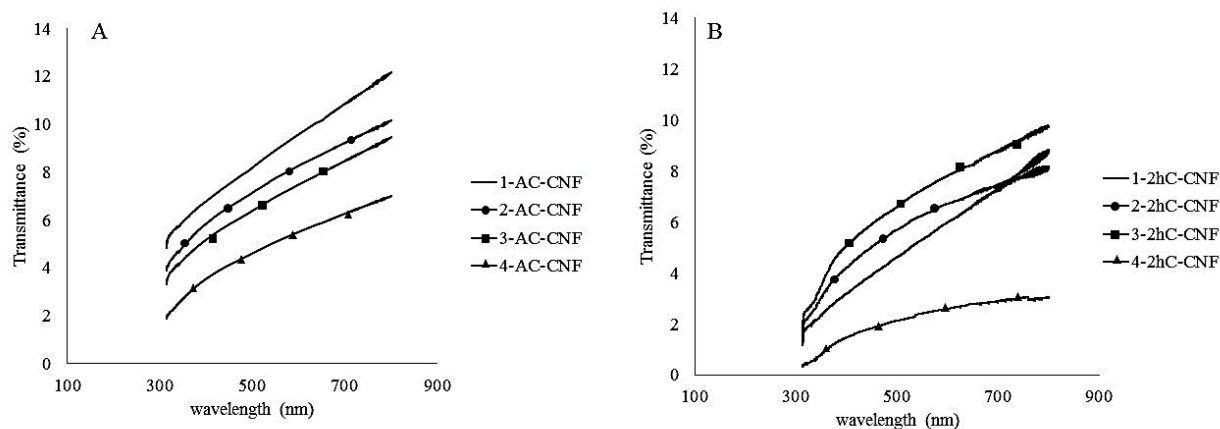 A
14
12
10
8
6
4
2
0
Transmittance (%)
100 300 500 700 900
wavelength (nm)
1-AC-CNF
2-AC-CNF
3-AC-CNF
4-AC-CNF
B
14
12
10
8
6
4
2
0
Transmittance (%)
100 300 500 700 900
wavelength (nm)
1-2hC-CNF
2-2hC-CNF
3-2hC-CNF
4-2hC-CNF